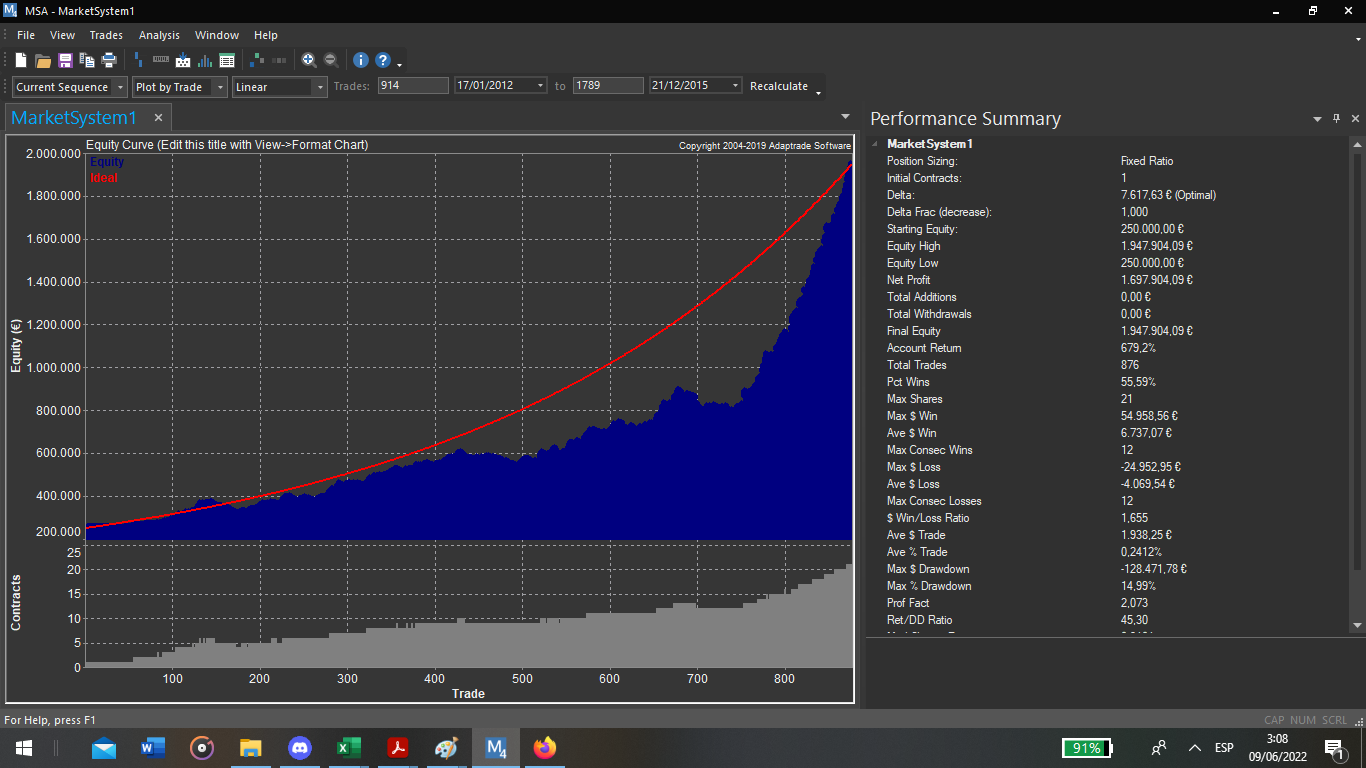 MSA - MarketSystem1
File View Trades Analysis Window Help
Current Sequence Plot by Trade Linear Trades: 914 17/01/2012 to 1789 21/12/2015 Recalculate
MarketSystem1
Equity Curve (Edit this title with View->Format Chart) Copyright 2004-2019 Adaptrade Software
Equity
Ideal
2.000.000
1.800.000
1.600.000
1.400.000
1.200.000
1.000.000
800.000
600.000
400.000
200.000
Equity (€)
25
20
15
10
5
0
Contracts
100 200 300 400 500 600 700 800
Trade
Performance Summary
MarketSystem1
Position Sizing: Fixed Ratio
Initial Contracts: 1
Delta: 7.617,63 € (Optimal)
Delta Frac (decrease): 1,000
Starting Equity: 250.000,00 €
Equity High 1.947.904,09 €
Equity Low 250.000,00 €
Net Profit 1.697.904,09 €
Total Additions 0,00 €
Total Withdrawals 0,00 €
Final Equity 1.947.904,09 €
Account Return 679,2%
Total Trades 876
Pct Wins 55,59%
Max Shares 21
Max $ Win 54.958,56 €
Ave $ Win 6.737,07 €
Max Consec Wins 12
Max $ Loss -24.952,95 €
Ave $ Loss -4.069,54 €
Max Consec Losses 12
$ Win/Loss Ratio 1,655
Ave $ Trade 1.938,25 €
Ave % Trade 0,2412%
Max $ Drawdown -128.471,78 €
Max % Drawdown 14,99%
Prof Fact 2,073
Ret/DD Ratio 45,30
For Help, press F1
CAP NUM SCRL
91%
ESP
3:08
09/06/2022
1